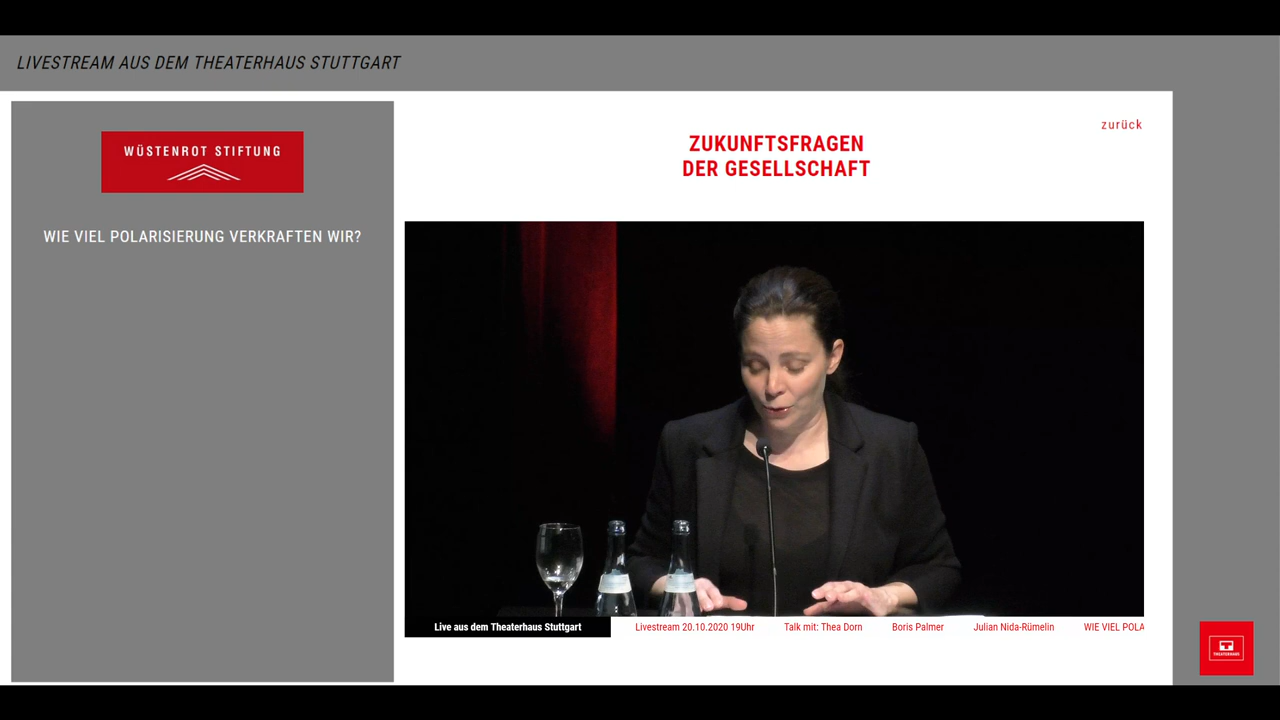 LIVESTREAM AUS DEM THEATERHAUS STUTTGART
WÜSTENROT STIFTUNG
WIE VIEL POLARISIERUNG VERKRAFTEN WIR?
zurück
ZUKUNFTSFRAGEN
DER GESELLSCHAFT
Live aus dem Theaterhaus Stuttgart
Livestream 20.10.2020 19Uhr Talk mit: Thea Dorn Boris Palmer Julian Nida-Rümelin WIE VIEL POLA
THEATERHAUS